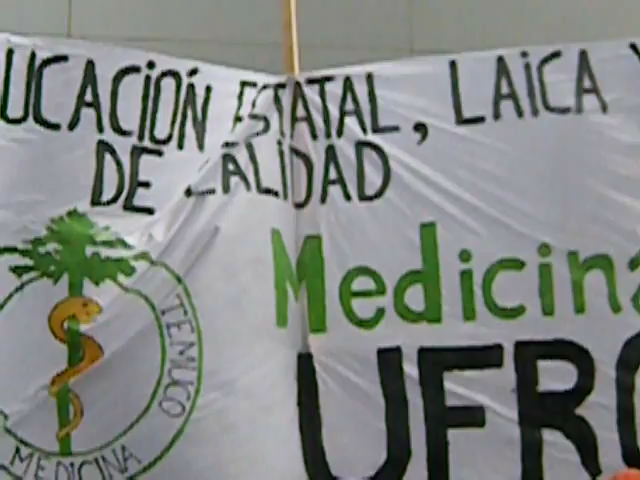 UCACIÓN ESTATAL, LAICA Y
DE CALIDAD
Medicina
UFRO
TEMUCO
MEDICINA